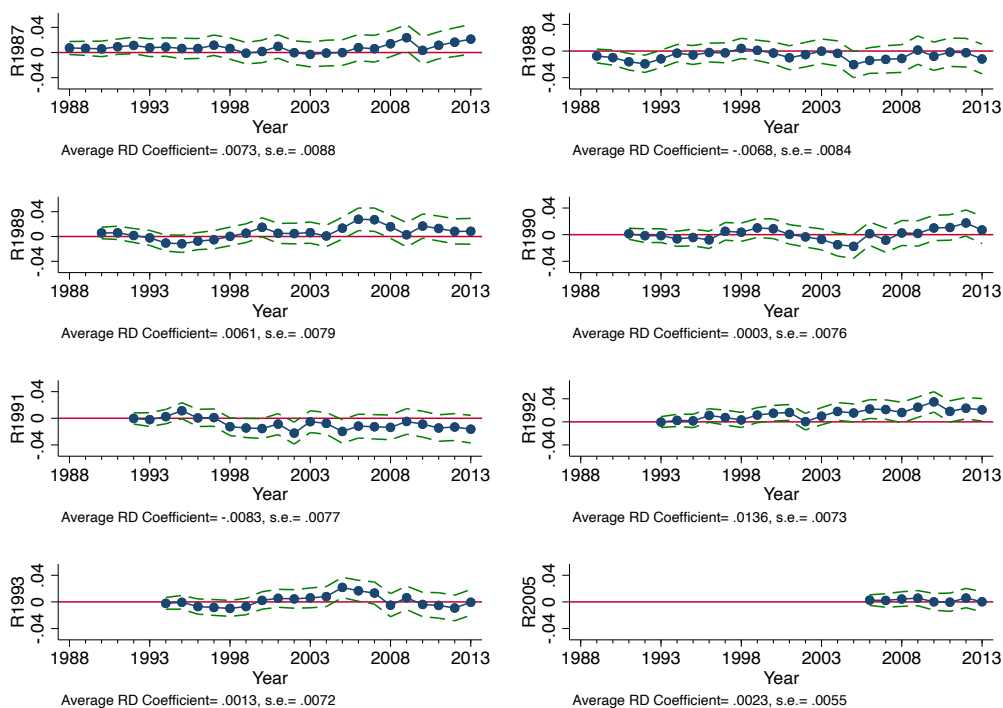 R1987
.04
0
-.04
1988 1993 1998 2003 2008 2013
Year
Average RD Coefficient= .0073, s.e.= .0088
R1988
.04
0
-.04
1988 1993 1998 2003 2008 2013
Year
Average RD Coefficient= -.0068, s.e.= .0084
R1989
.04
0
-.04
1988 1993 1998 2003 2008 2013
Year
Average RD Coefficient= .0061, s.e.= .0079
R1990
.04
0
-.04
1988 1993 1998 2003 2008 2013
Year
Average RD Coefficient= .0003, s.e.= .0076
R1991
.04
0
-.04
1988 1993 1998 2003 2008 2013
Year
Average RD Coefficient= -.0083, s.e.= .0077
R1992
.04
0
-.04
1988 1993 1998 2003 2008 2013
Year
Average RD Coefficient= .0136, s.e.= .0073
R1993
.04
0
-.04
1988 1993 1998 2003 2008 2013
Year
Average RD Coefficient= .0013, s.e.= .0072
R2005
.04
0
-.04
1988 1993 1998 2003 2008 2013
Year
Average RD Coefficient= .0023, s.e.= .0055